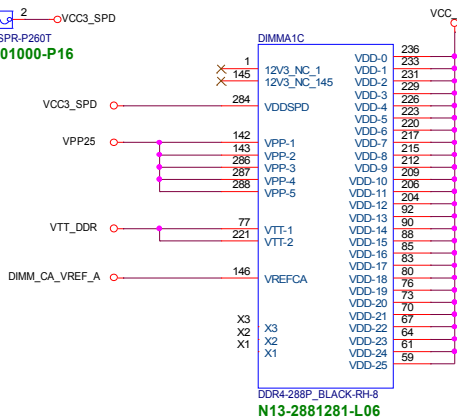 2 VCC3_SPD
SPR-P260T
01000-P16
VCC_
DIMMA1C
1 12V3_NC_1
145 12V3_NC_145
VCC3_SPD 284 VDDSPD
VPP25 142 VPP-1
143 VPP-2
286 VPP-3
287 VPP-4
288 VPP-5
VTT_DDR 77 VTT-1
221 VTT-2
DIMM_CA_VREF_A 146 VREFCA
X3 X3
X2 X2
X1 X1
VDD-0 236
VDD-1 233
VDD-2 231
VDD-3 229
VDD-4 226
VDD-5 223
VDD-6 220
VDD-7 217
VDD-8 215
VDD-9 212
VDD-10 209
VDD-11 206
VDD-12 204
VDD-13 92
VDD-14 90
VDD-15 88
VDD-16 85
VDD-17 83
VDD-18 80
VDD-19 76
VDD-20 73
VDD-21 70
VDD-22 67
VDD-23 64
VDD-24 61
VDD-25 59
DDR4-288P_BLACK-RH-8
N13-2881281-L06